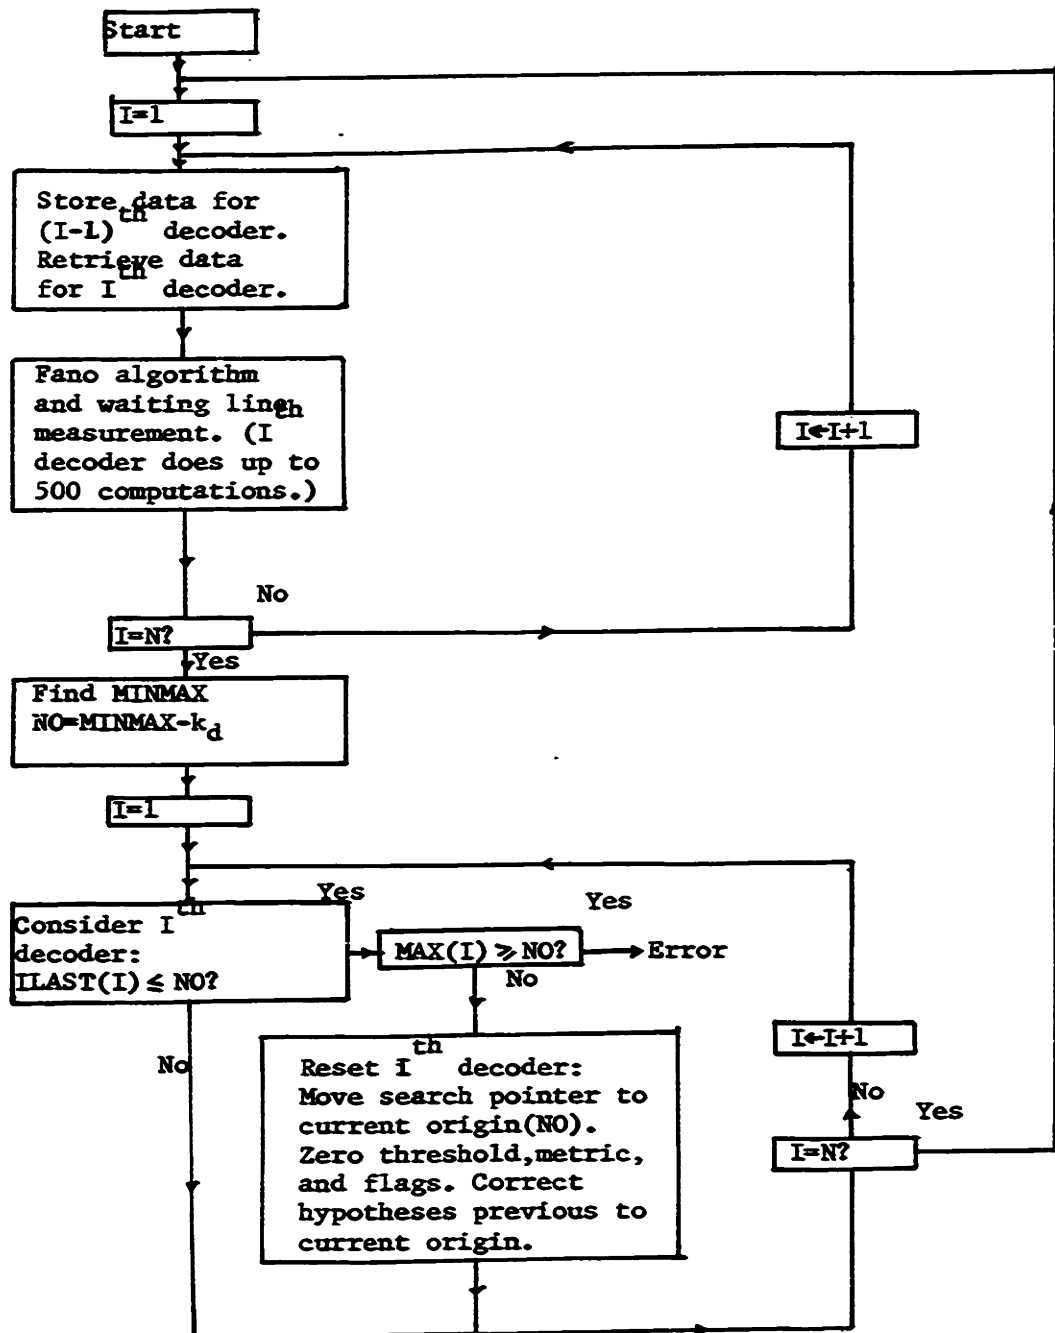 Start
I=1
Store data for
(I-1)th decoder.
Retrieve data
for Ith decoder.
Fano algorithm
and waiting line
measurement. (Ith
decoder does up to
500 computations.)
I←I+1
No
I=N?
Yes
Find MINMAX
NO=MINMAX-kd
I=1
Consider Ith
decoder:
ILAST(I)≤ NO?
Yes
MAX(I)≥NO?
Yes
Error
No
No
Reset Ith decoder:
Move search pointer to
current origin(NO).
Zero threshold,metric,
and flags. Correct
hypotheses previous to
current origin.
I←I+1
No
Yes
I=N?